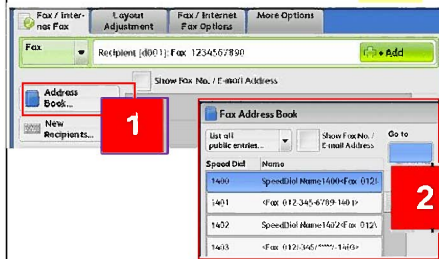 Fax / Inter-
net Fax
Layout
Adjustment
Fax / Internet
Fax Options
More Options
Fax
Recipient [d001]: Fax 1234567890
+ Add
Show Fax No. / E-mail Address
Address
Book...
1
New
Recipients...
Fax Address Book
List all
public entries...
Show Fax No. /
E-mail Address
Go to
Speed Dial
Name
1400
SpeedDial Name1400<Fax 012\
1401
<Fax 012-345-6789-1401>
1402
SpeedDial Name1402<Fax 012\
1403
2